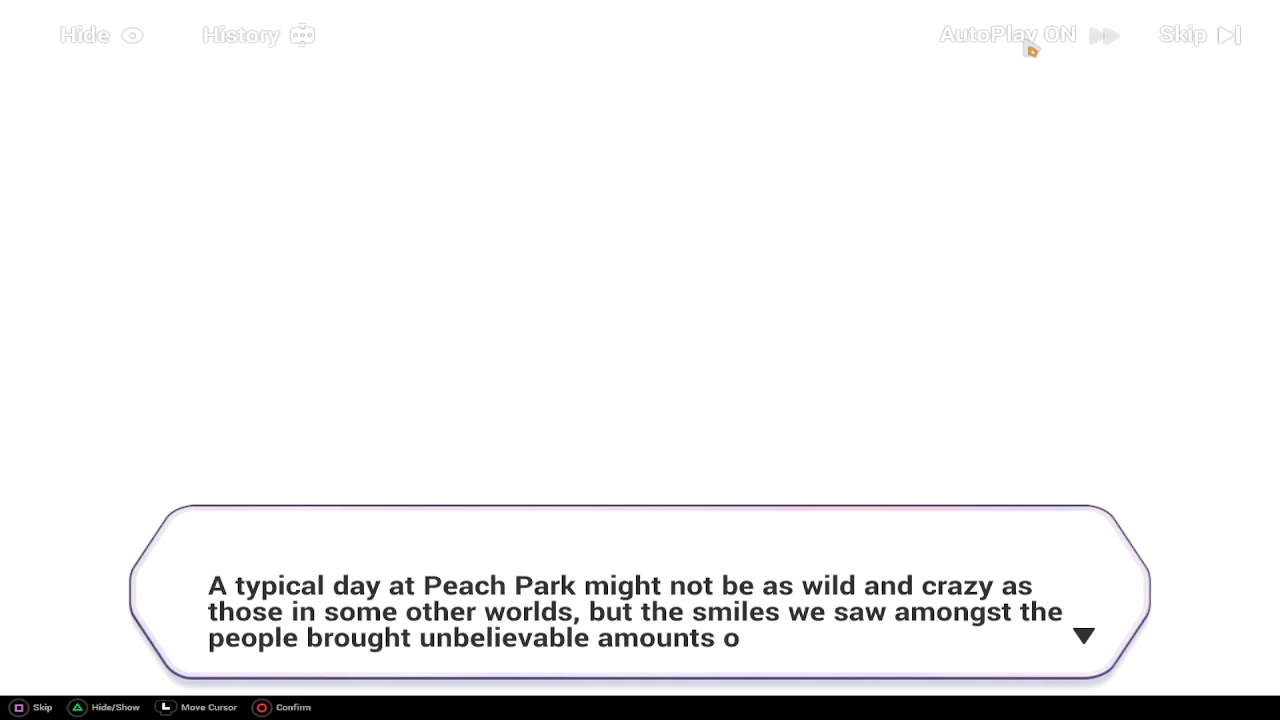 Hide
History
AutoPlay ON
Skip
A typical day at Peach Park might not be as wild and crazy as
those in some other worlds, but the smiles we saw amongst the
people brought unbelievable amounts o
Skip
Hide/Show
L
Move Cursor
Confirm